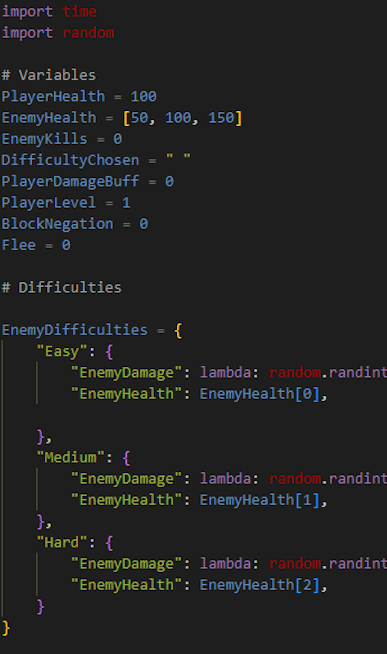 import time
import random
# Variables
PlayerHealth = 100
EnemyHealth = [50, 100, 150]
EnemyKills = 0
DifficultyChosen = " "
PlayerDamageBuff = 0
PlayerLevel = 1
BlockNegation = 0
Flee = 0
# Difficulties
EnemyDifficulties = {
"Easy": {
"EnemyDamage": lambda: random.randint
"EnemyHealth": EnemyHealth[0],
},
"Medium": {
"EnemyDamage": lambda: random.randint
"EnemyHealth": EnemyHealth[1],
},
"Hard": {
"EnemyDamage": lambda: random.randint
"EnemyHealth": EnemyHealth[2],
}
}